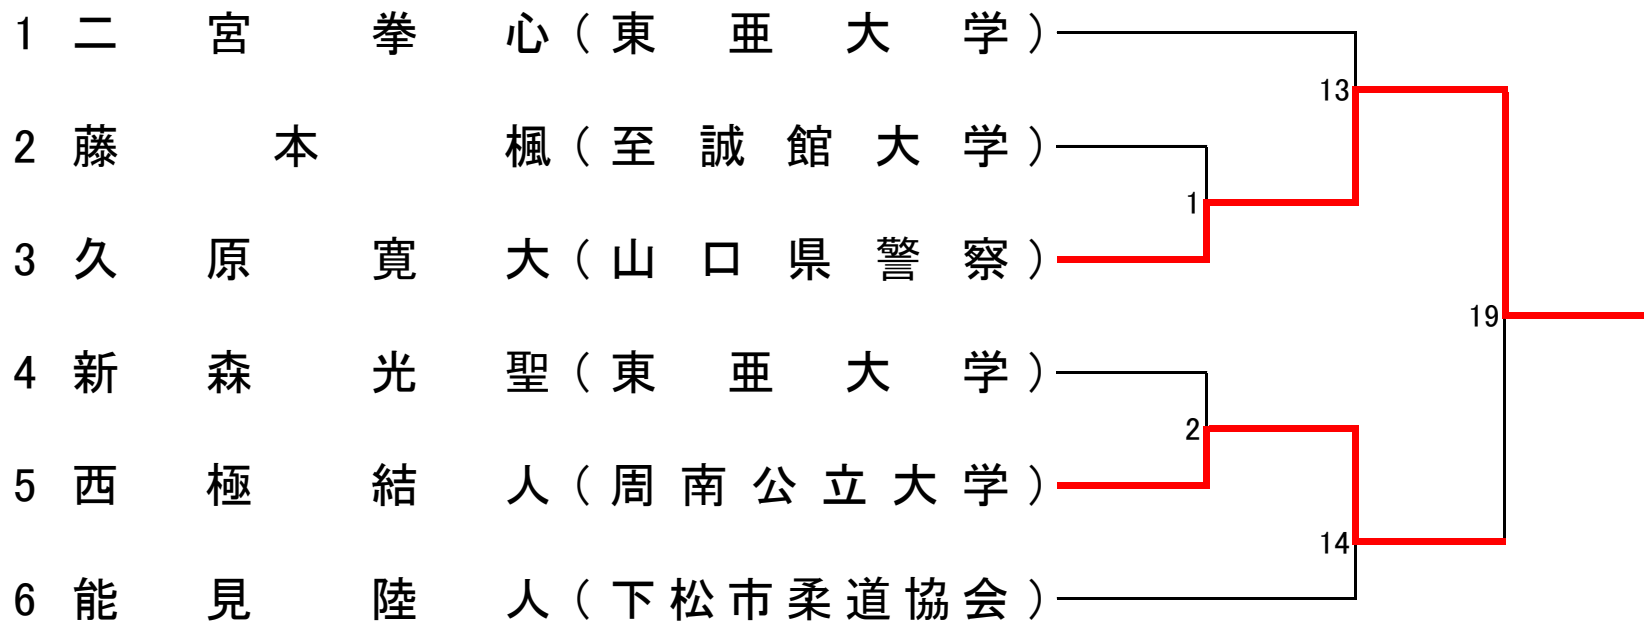 1 二宮拳心(東亜大学)
13
2 藤本楓(至誠館大学)
1
3 久原寛大(山口県警察)
19
4 新森光聖(東亜大学)
2
5 西極結人(周南公立大学)
14
6 能見陸人(下松市柔道協会)